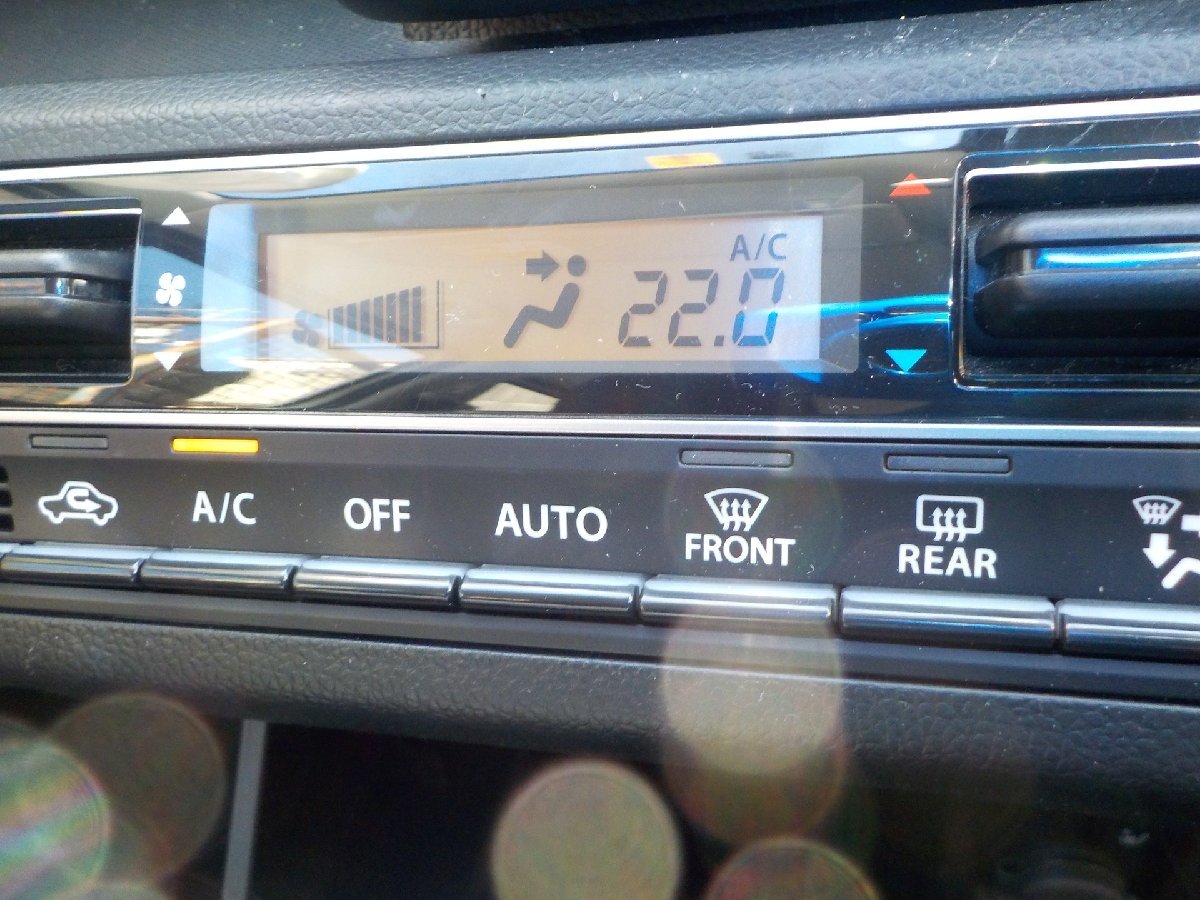 A/C
22.0
A/C
OFF
AUTO
FRONT
REAR